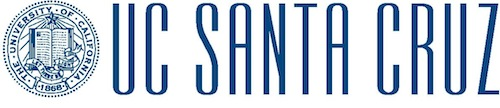 THE UNIVERSITY OF CALIFORNIA
1868
UC SANTA CRUZ